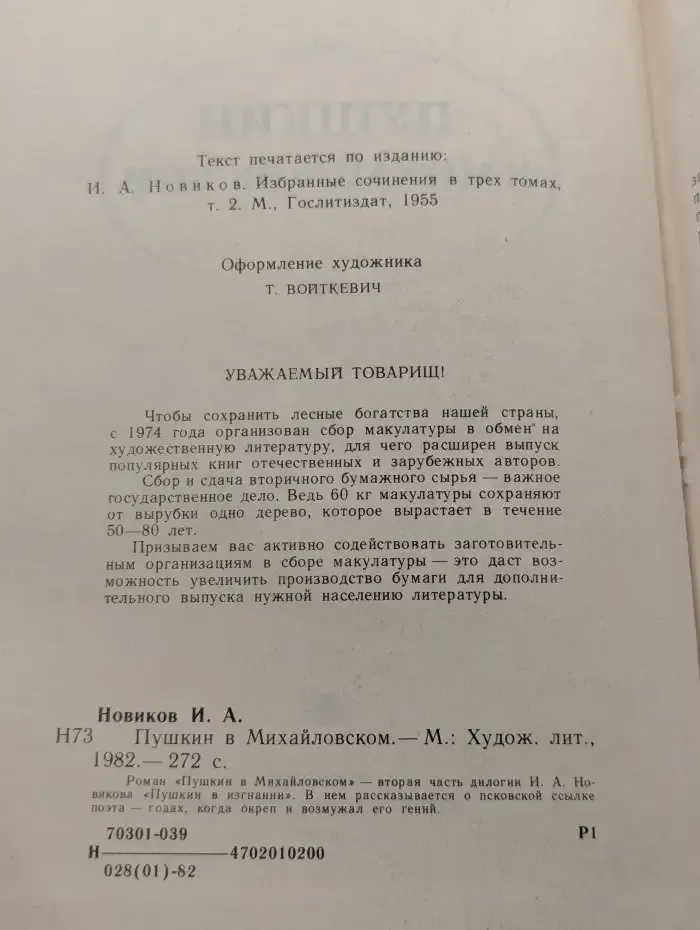 Текст печатается по изданию:
И. А. Новиков. Избранные сочинения в трех томах,
т. 2. М., Гослитиздат, 1955
Оформление художника
Т. ВОЙТКЕВИЧ
УВАЖАЕМЫЙ ТОВАРИЩ!
Чтобы сохранить лесные богатства нашей страны,
с 1974 года организован сбор макулатуры в обмен на
художественную литературу, для чего расширен выпуск
популярных книг отечественных и зарубежных авторов.
Сбор и сдача вторичного бумажного сырья — важное
государственное дело. Ведь 60 кг макулатуры сохраняют
от вырубки одно дерево, которое вырастает в течение
50—80 лет.
Призываем вас активно содействовать заготовитель-
ным организациям в сборе макулатуры — это даст воз-
можность увеличить производство бумаги для дополни-
тельного выпуска нужной населению литературы.
Новиков И. А.
Н73 Пушкин в Михайловском.— М.: Худож. лит.,
1982.— 272 с.
Роман «Пушкин в Михайловском» — вторая часть дилогии И. А. Но-
викова «Пушкин в изгнании». В нем рассказывается о псковской ссылке
поэта — годах, когда окреп и возмужал его гений.
70301-039 Р1
Н————4702010200
028(01)-82